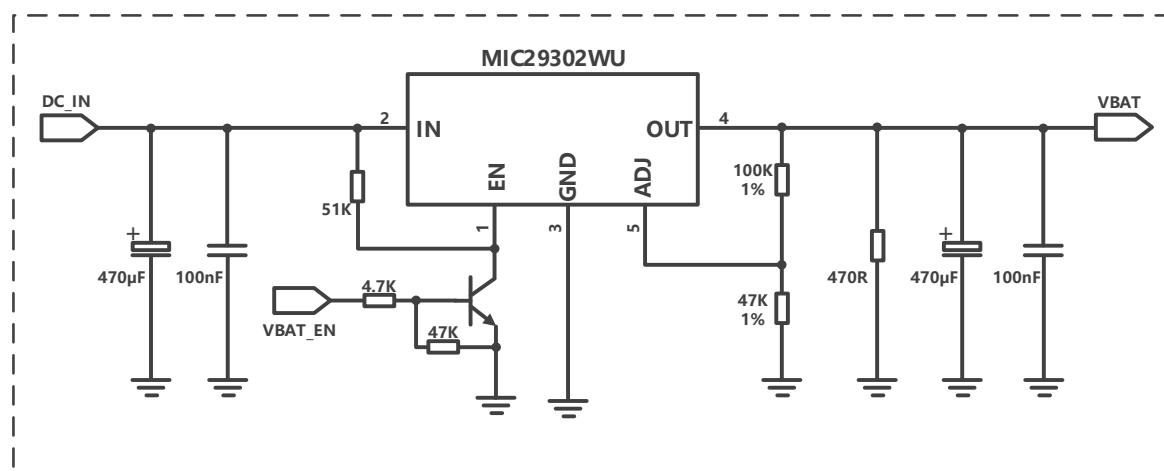 MIC29302WU
DC_IN
VBAT
2
IN
OUT
4
EN
GND
ADJ
100K
1%
51K
1
3
5
+
470µF
100nF
4.7K
VBAT_EN
47K
47K
1%
470R
+
470µF
100nF